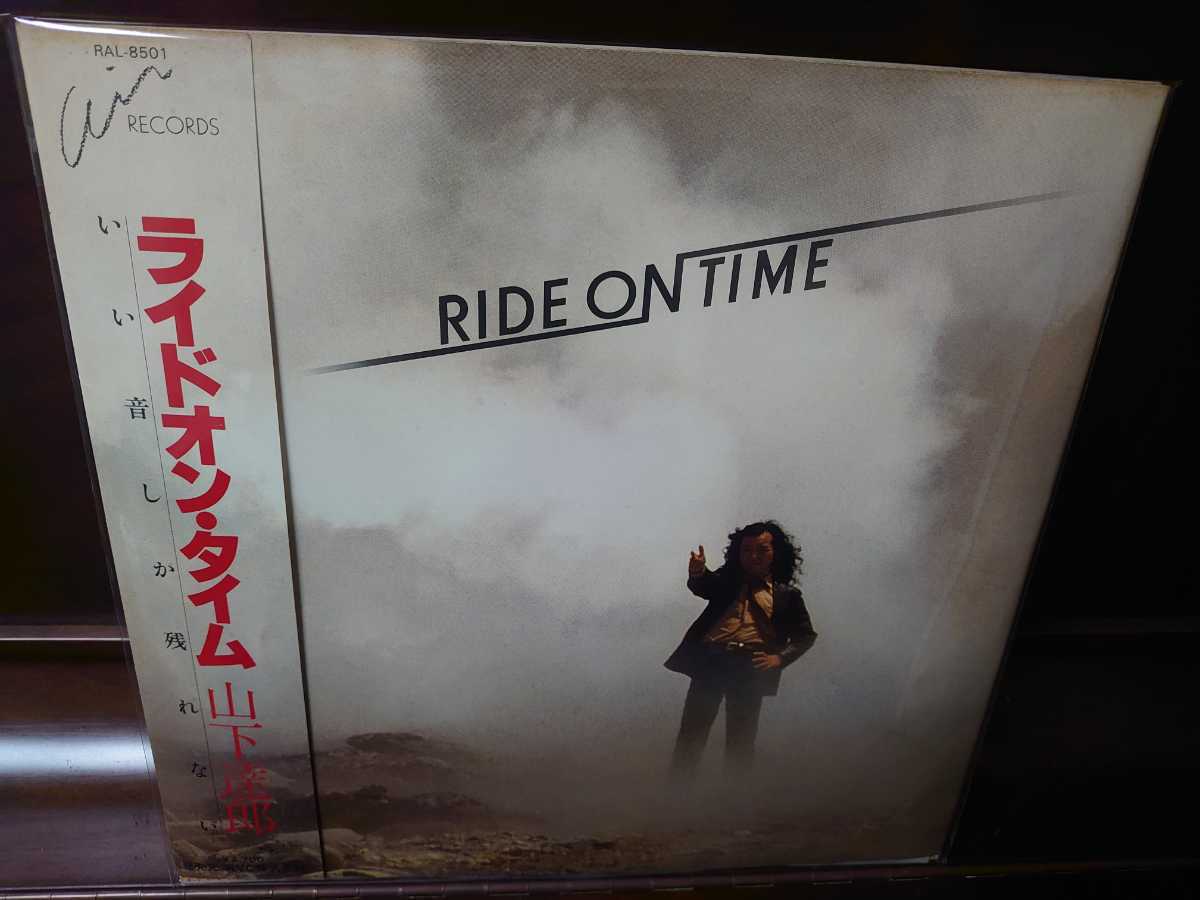 RAL-8501
Air
RECORDS
いい音しか残れない
ライド・オン・タイム
山下達郎
RIDE ON TIME